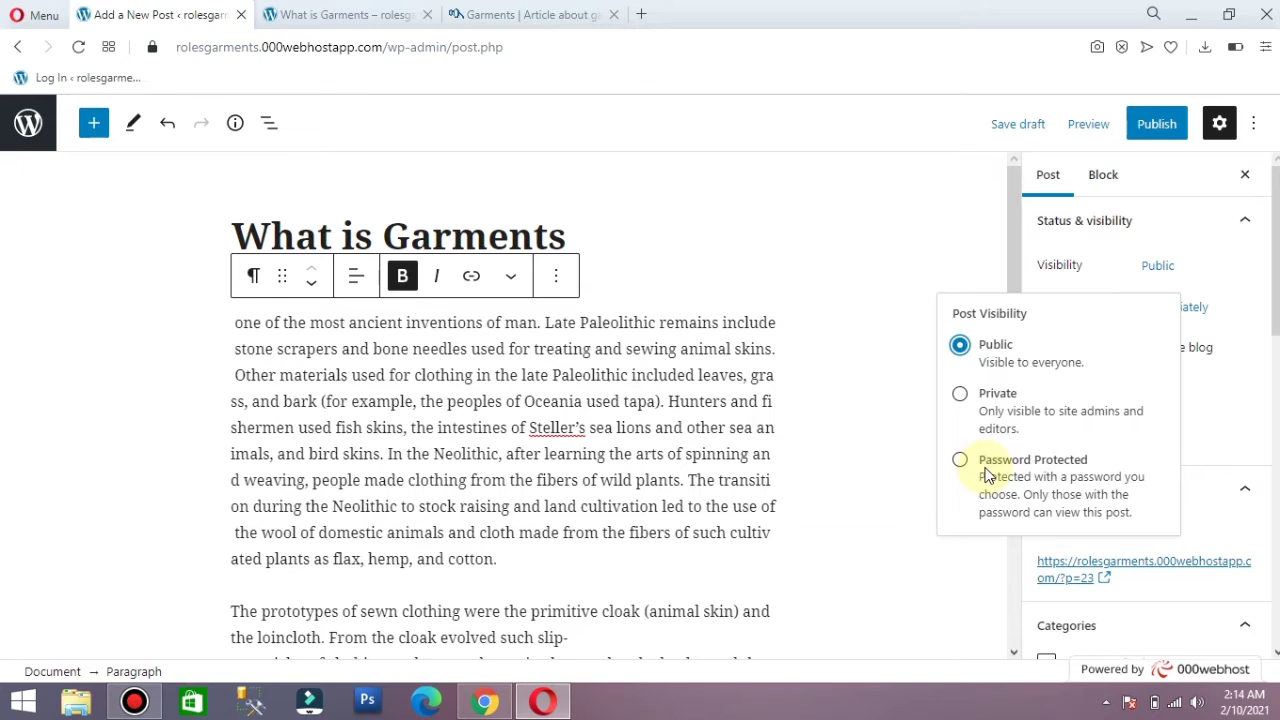 Menu
Add a New Post ‹ rolesgarment
What is Garments – rolesg
Garments | Article about ga
rolesgarments.000webhostapp.com/wp-admin/post.php
Log In ‹ rolesgarme...
Save draft
Preview
Publish
Post
Block
What is Garments
Status & visibility
Visibility
Public
B
I
iately
e blog
Post Visibility
Public
Visible to everyone.
Private
Only visible to site admins and
editors.
Password Protected
Protected with a password you
choose. Only those with the
password can view this post.
one of the most ancient inventions of man. Late Paleolithic remains include
stone scrapers and bone needles used for treating and sewing animal skins.
Other materials used for clothing in the late Paleolithic included leaves, gra
ss, and bark (for example, the peoples of Oceania used tapa). Hunters and fi
shermen used fish skins, the intestines of Steller’s sea lions and other sea an
imals, and bird skins. In the Neolithic, after learning the arts of spinning an
d weaving, people made clothing from the fibers of wild plants. The transiti
on during the Neolithic to stock raising and land cultivation led to the use of
the wool of domestic animals and cloth made from the fibers of such cultiv
ated plants as flax, hemp, and cotton.
https://rolesgarments.000webhostapp.c
om/?p=23
The prototypes of sewn clothing were the primitive cloak (animal skin) and
the loincloth. From the cloak evolved such slip-
Categories
Document → Paragraph
Powered by 000webhost
Ps
2:14 AM
2/10/2021